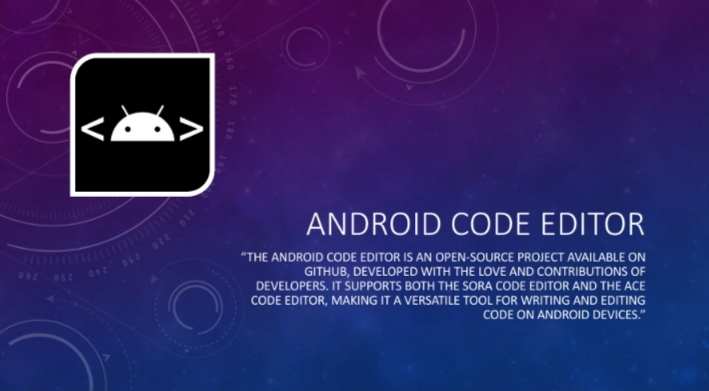 < >
ANDROID CODE EDITOR
"THE ANDROID CODE EDITOR IS AN OPEN-SOURCE PROJECT AVAILABLE ON
GITHUB, DEVELOPED WITH THE LOVE AND CONTRIBUTIONS OF
DEVELOPERS. IT SUPPORTS BOTH THE SORA CODE EDITOR AND THE ACE
CODE EDITOR, MAKING IT A VERSATILE TOOL FOR WRITING AND EDITING
CODE ON ANDROID DEVICES."